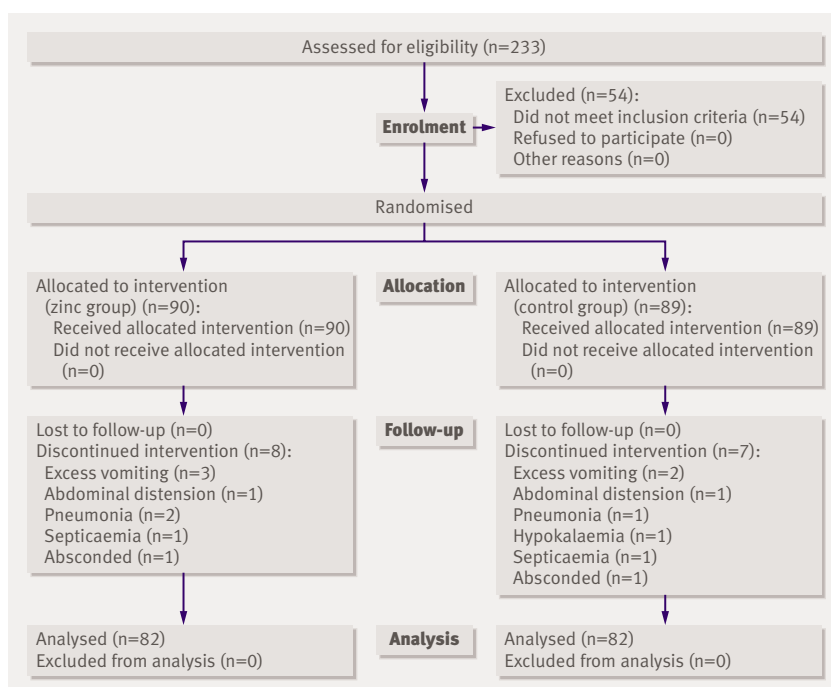 Assessed for eligibility (n=233)
Enrolment
Excluded (n=54):
Did not meet inclusion criteria (n=54)
Refused to participate (n=0)
Other reasons (n=0)
Randomised
Allocated to intervention
(zinc group) (n=90):
Received allocated intervention (n=90)
Did not receive allocated intervention
(n=0)
Allocation
Allocated to intervention
(control group) (n=89):
Received allocated intervention (n=89)
Did not receive allocated intervention
(n=0)
Lost to follow-up (n=0)
Discontinued intervention (n=8):
Excess vomiting (n=3)
Abdominal distension (n=1)
Pneumonia (n=2)
Septicaemia (n=1)
Absconded (n=1)
Follow-up
Lost to follow-up (n=0)
Discontinued intervention (n=7):
Excess vomiting (n=2)
Abdominal distension (n=1)
Pneumonia (n=1)
Hypokalaemia (n=1)
Septicaemia (n=1)
Absconded (n=1)
Analysed (n=82)
Excluded from analysis (n=0)
Analysis
Analysed (n=82)
Excluded from analysis (n=0)